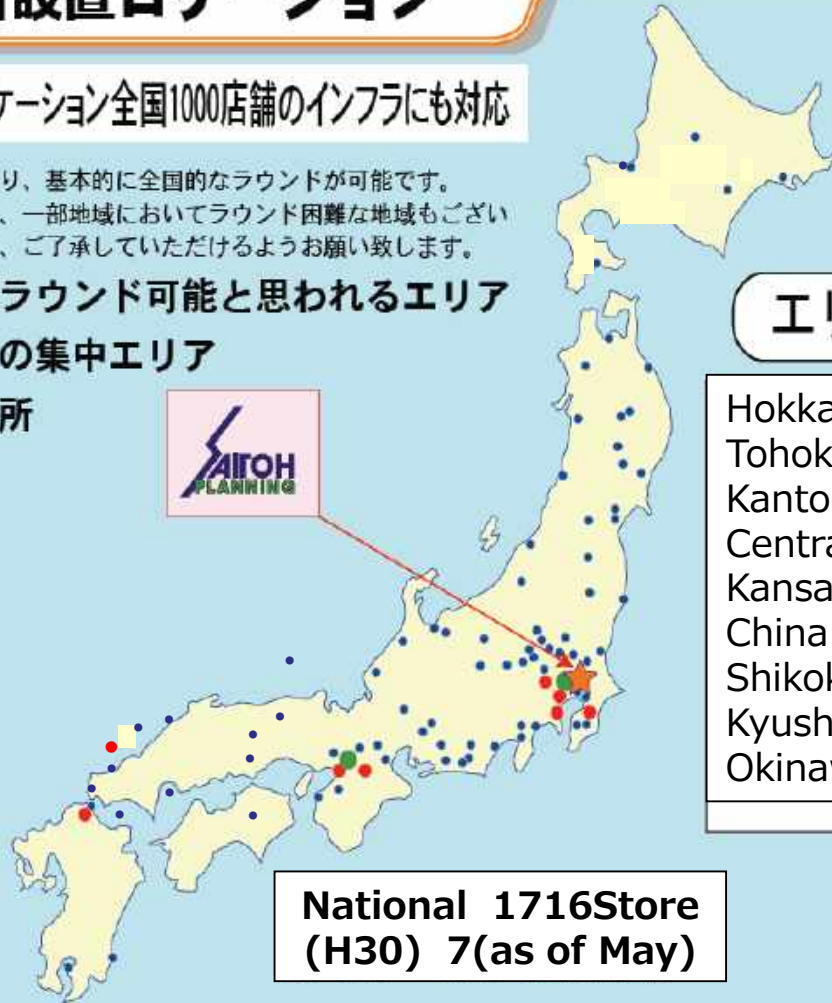 設置ロケーション
ケーション全国1000店舗のインフラにも対応
り、基本的に全国的なラウンドが可能です。
、一部地域においてラウンド困難な地域もござい
、ご了承していただけるようお願い致します。
ラウンド可能と思われるエリア
の集中エリア
所
SAITOH
PLANNING
エリ
Hokka
Tohok
Kanto
Centra
Kansa
China
Shikok
Kyush
Okinav
National 1716Store
(H30) 7(as of May)